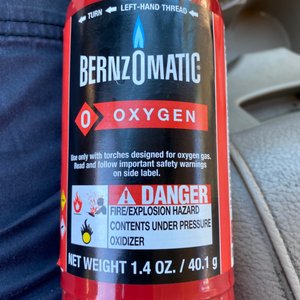 TURN LEFT-HAND THREAD
BERNZOMATIC®
O OXYGEN
Use only with torches designed for oxygen gas.
Read and follow important safety warnings
on side label.
DANGER
FIRE/EXPLOSION HAZARD
CONTENTS UNDER PRESSURE
OXIDIZER
NET WEIGHT 1.4 OZ. / 40.1 g